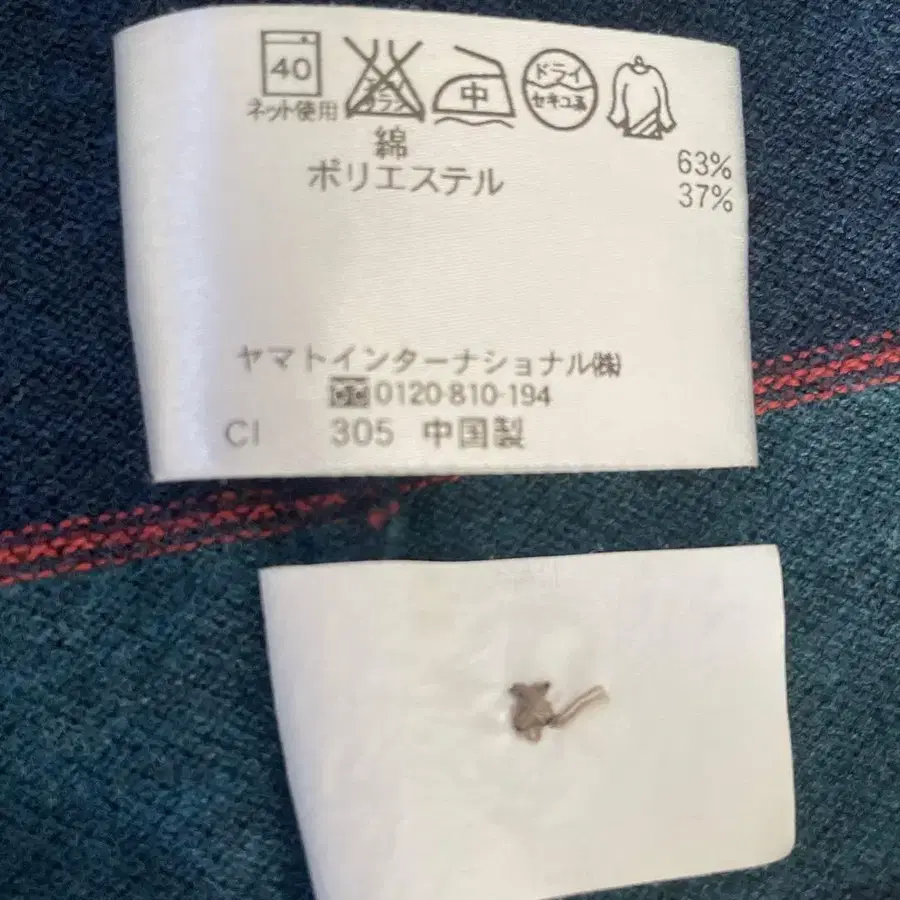 40
ネット使用
中
ドライ
セキユ系
綿 63%
ポリエステル 37%
ヤマトインターナショナル㈱
0120-810-194
CI 305 中国製